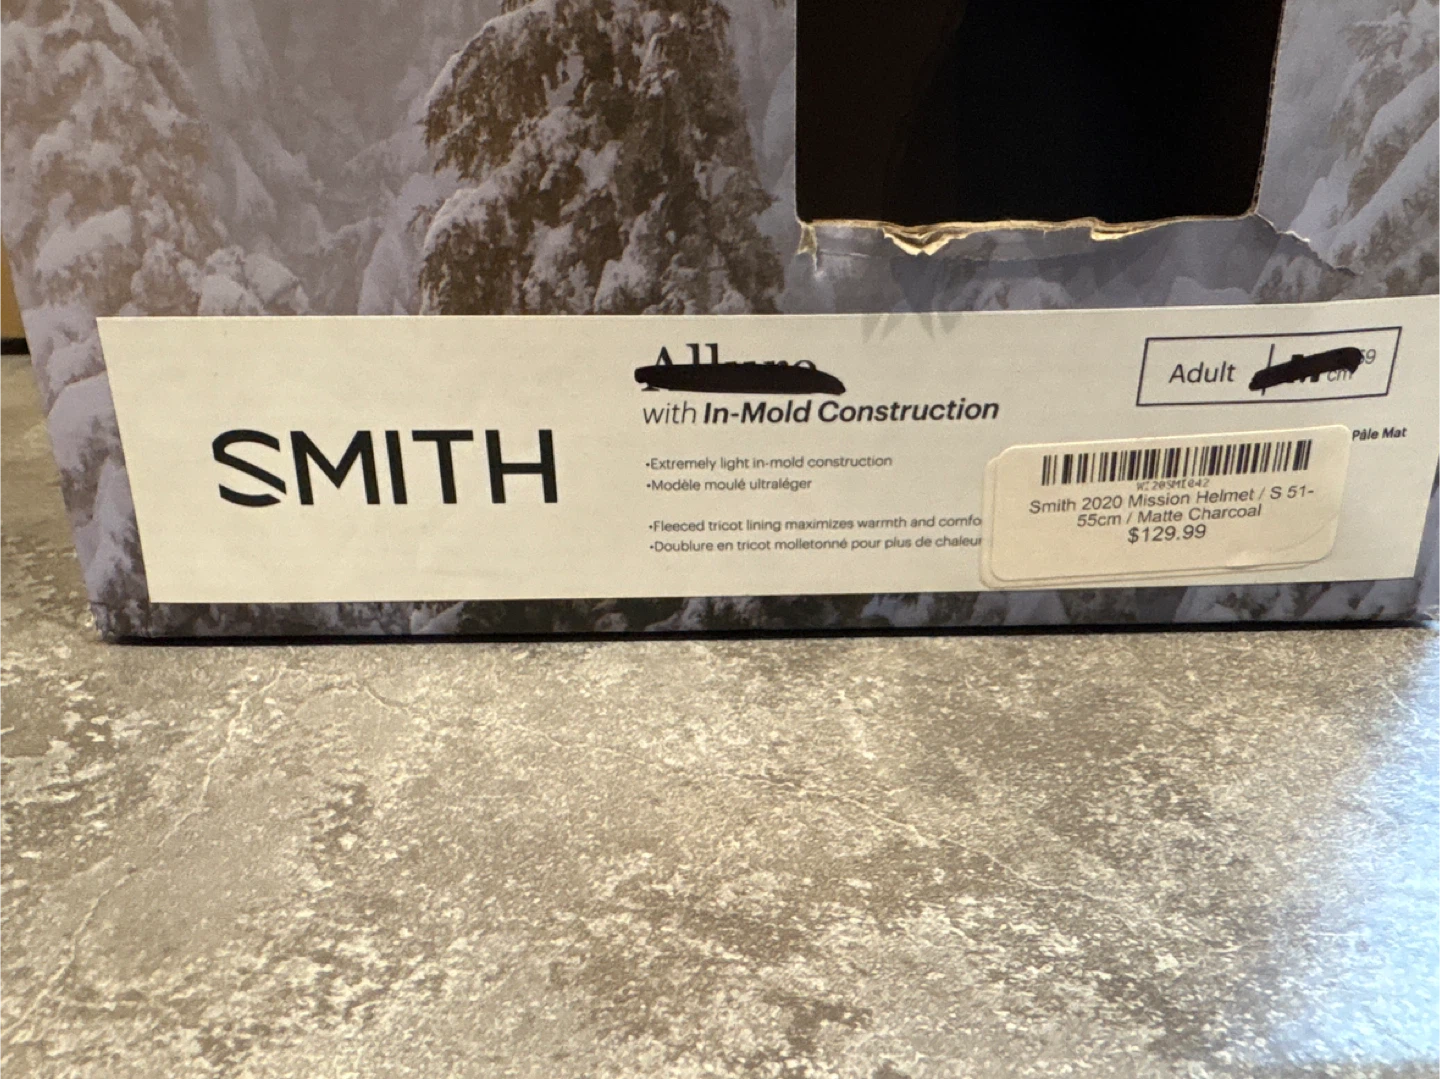 SMITH
with In-Mold Construction
•Extremely light in-mold construction
•Modèle moulé ultraléger
•Fleeced tricot lining maximizes warmth and comfo
•Doublure en tricot molletonné pour plus de chaleur
Adult
59
cm
Pâle Mat
Smith 2020 Mission Helmet / S 51-
55cm / Matte Charcoal
$129.99